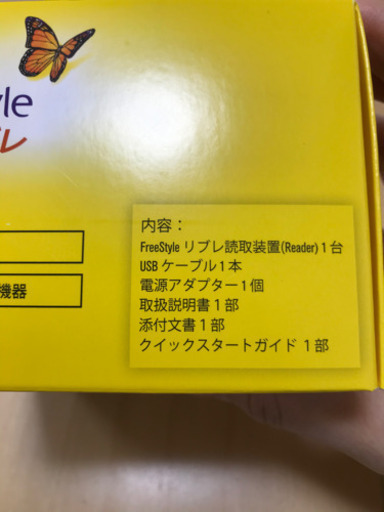 yle
ブレ
機器
内容：
FreeStyle リブレ読取装置(Reader) 1 台
USB ケーブル 1 本
電源アダプター 1 個
取扱説明書 1 部
添付文書 1 部
クイックスタートガイド 1 部